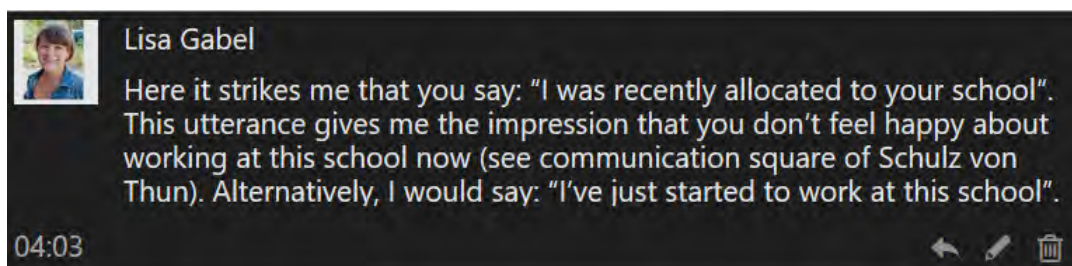 Lisa Gabel
Here it strikes me that you say: "I was recently allocated to your school".
This utterance gives me the impression that you don't feel happy about
working at this school now (see communication square of Schulz von
Thun). Alternatively, I would say: "I've just started to work at this school".
04:03